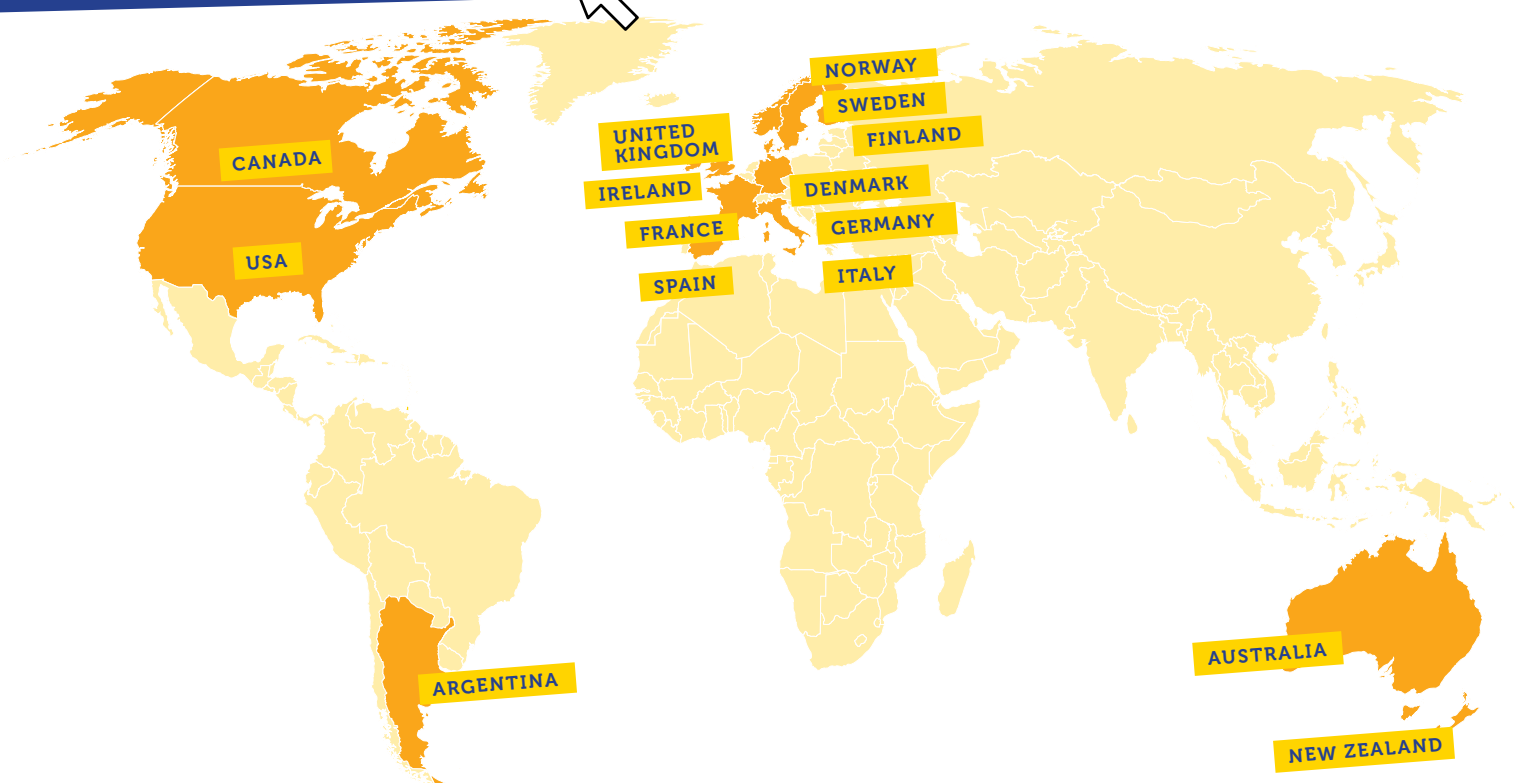 NORWAY
SWEDEN
FINLAND
UNITED
KINGDOM
CANADA
IRELAND
DENMARK
FRANCE
GERMANY
USA
SPAIN
ITALY
AUSTRALIA
ARGENTINA
NEW ZEALAND